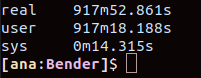 real    917m52.861s
user    917m18.188s
sys     0m14.315s
[ana:Bender]$